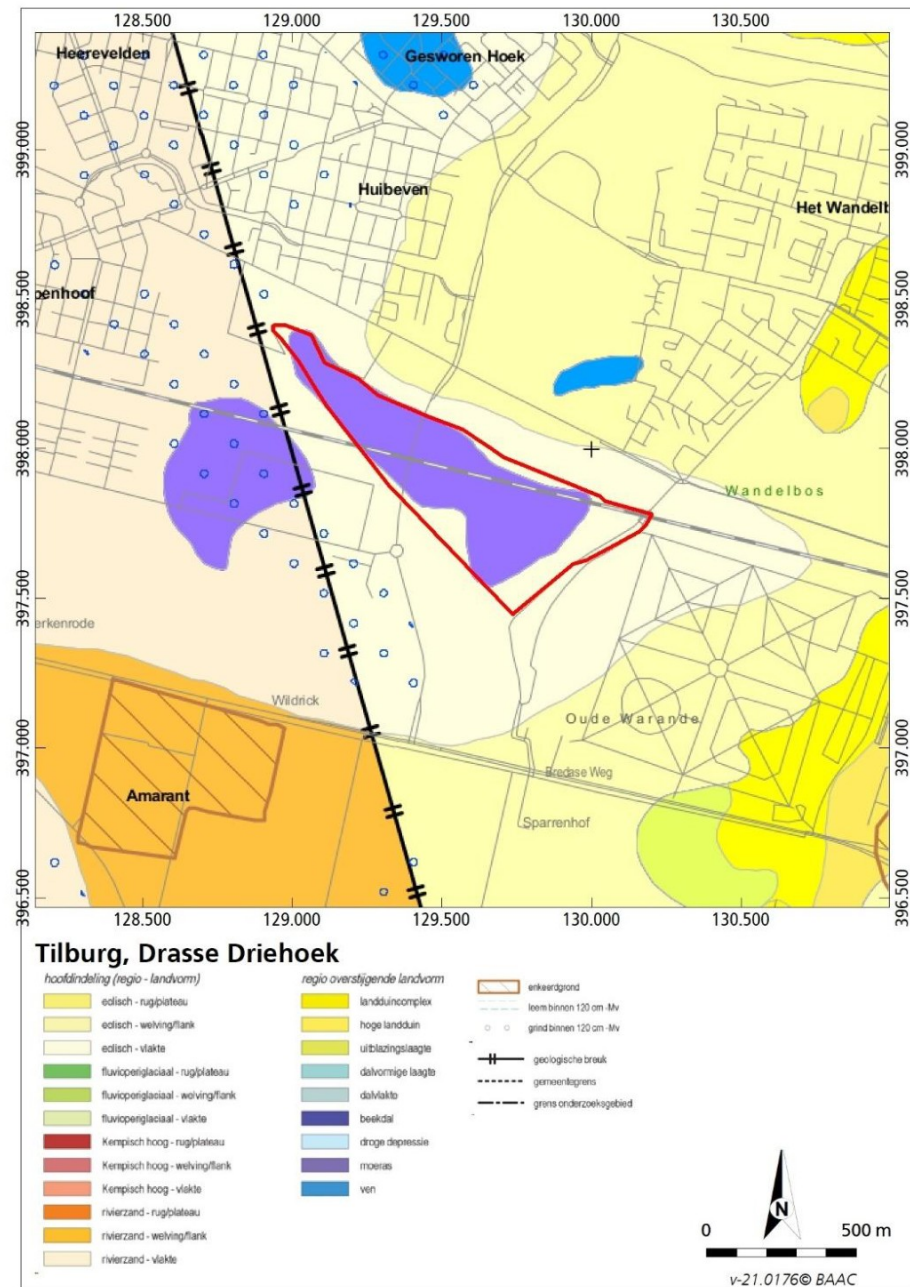 128.500 129.000 129.500 130.000 130.500
Heerevelden
Gesworen Hoek
399.000 399.000
Huibeven
Het Wandelb
398.500 398.500
penhoof
398.000 398.000
Wandelbos
397.500 397.500
erkenrode
Wildrick
Oude Warande
397.000 397.000
Bredase Weg
Amarant
Sparrenhof
396.500 396.500
128.500 129.000 129.500 130.000 130.500
Tilburg, Drasse Driehoek
hoofdindeling (regio - landvorm)
eolisch - rug/plateau
eolisch - welving/flank
eolisch - vlakte
fluvioperiglaciaal - rug/plateau
fluvioperiglaciaal - welving/flank
fluvioperiglaciaal - vlakte
Kempisch hoog - rug/plateau
Kempisch hoog - welving/flank
Kempisch hoog - vlakte
rivierzand - rug/plateau
rivierzand - welving/flank
rivierzand - vlakte
regio overstijgende landvorm
landduincomplex
hoge landduin
uitblazingslaagte
dalvormige laagte
dalvlakte
beekdal
droge depressie
moeras
ven
enkeerdgrond
leem binnen 120 cm -Mv
grind binnen 120 cm -Mv
geologische breuk
gemeentegrens
grens onderzoeksgebied
N
0 500 m
v-21.0176© BAAC